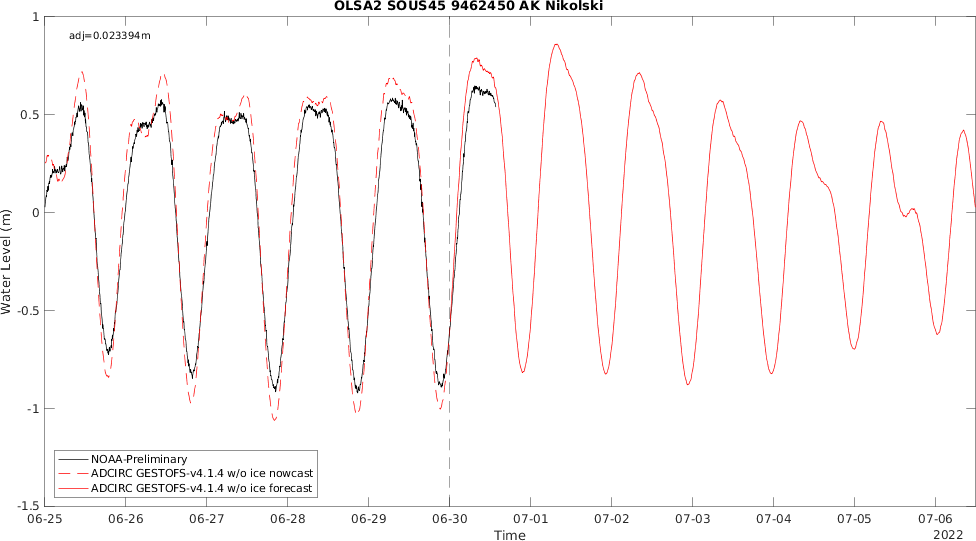 OLSA2 SOUS45 9462450 AK Nikolski
adj=0.023394m
1
0.5
0
-0.5
-1
-1.5
Water Level (m)
NOAA-Preliminary
ADCIRC GESTOFS-v4.1.4 w/o ice nowcast
ADCIRC GESTOFS-v4.1.4 w/o ice forecast
06-25 06-26 06-27 06-28 06-29 06-30 07-01 07-02 07-03 07-04 07-05 07-06
Time
2022